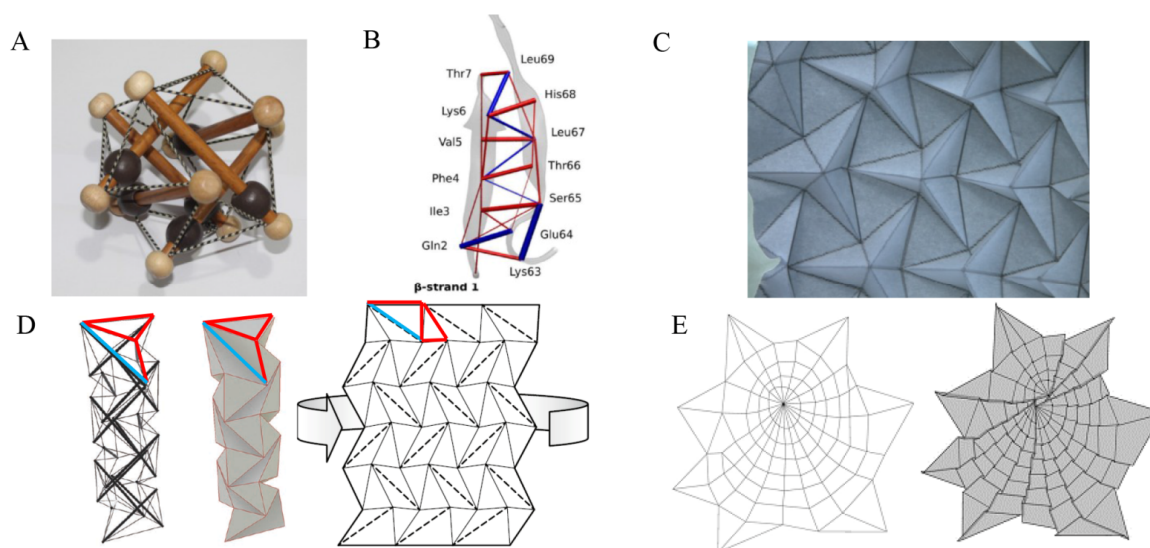 A
B
C
Leu69
Thr7
His68
Lys6
Leu67
Val5
Thr66
Phe4
Ser65
Ile3
Glu64
Gln2
Lys63
β-strand 1
D
E